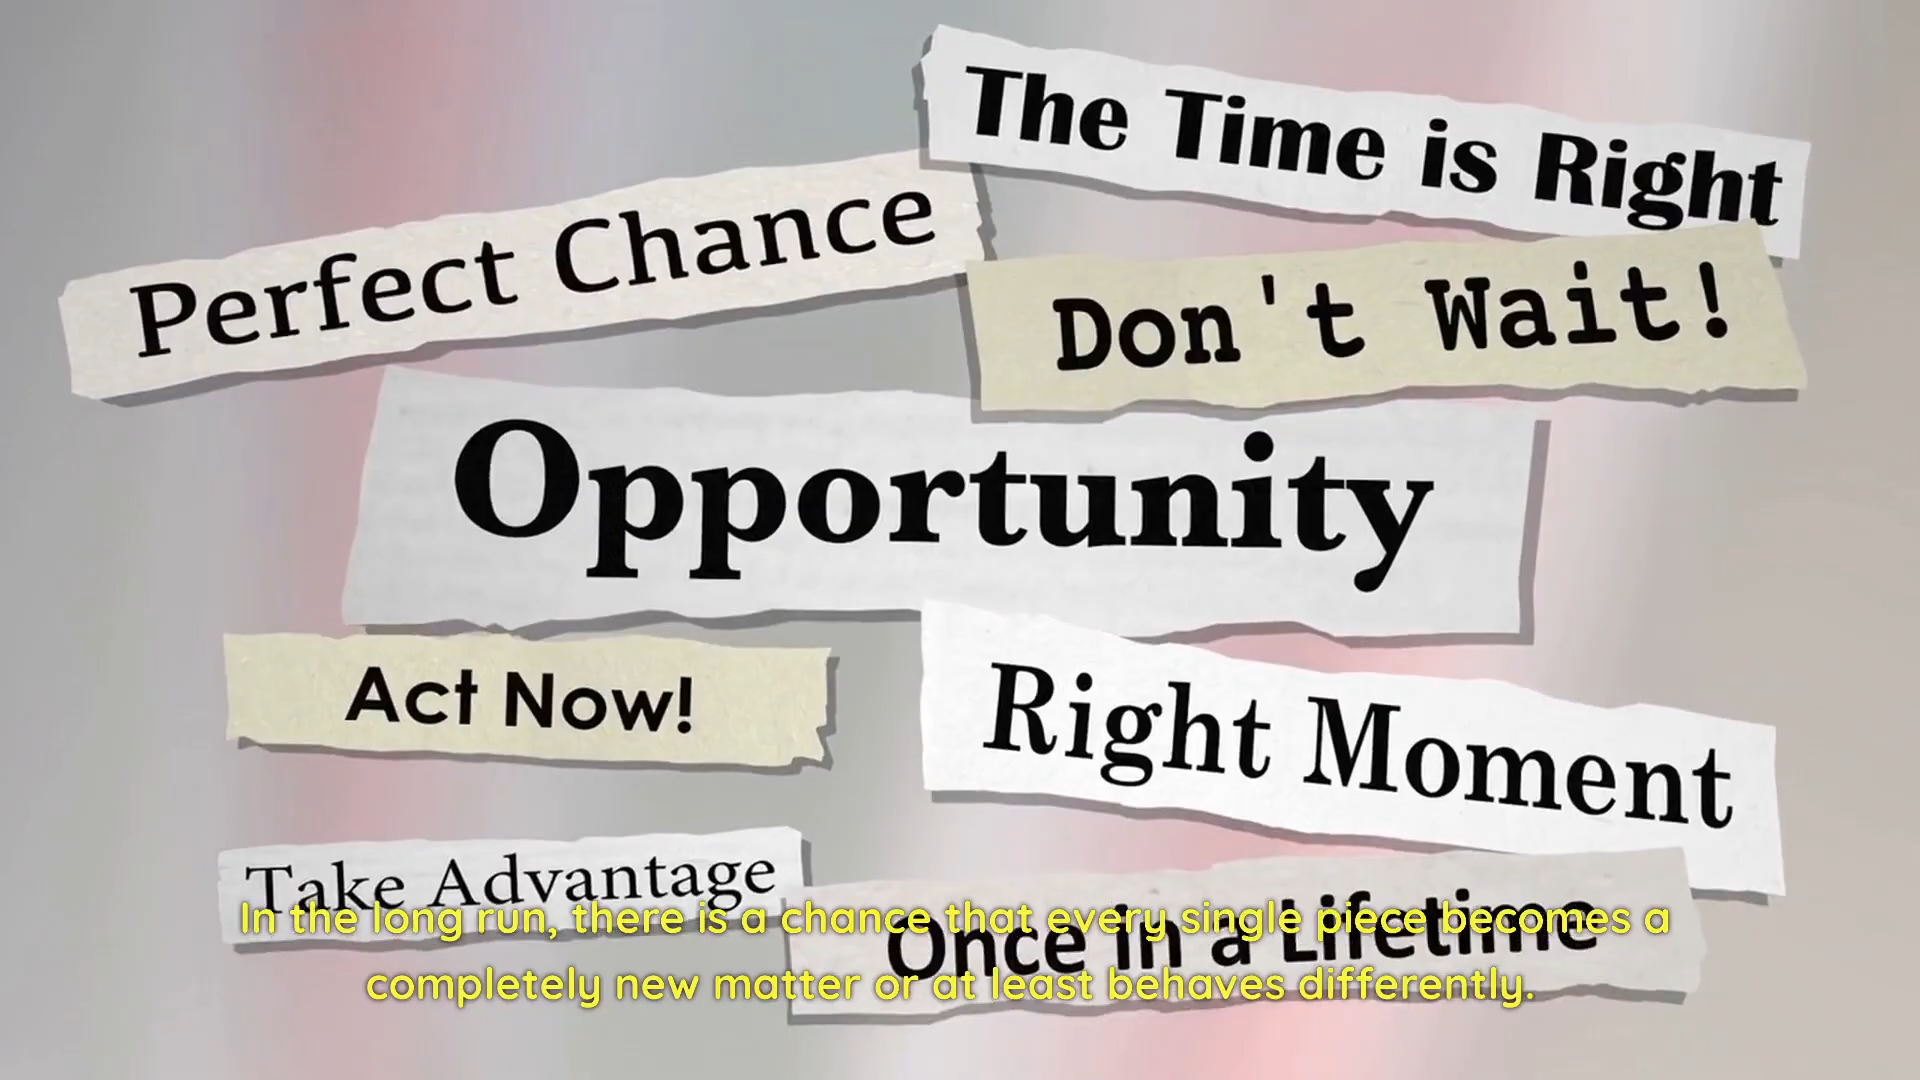 The Time is Right
Perfect Chance
Don't Wait!
Opportunity
Act Now!
Right Moment
Take Advantage
Once in a Lifetime
In the long run, there is a chance that every single piece becomes a
completely new matter or at least behaves differently.